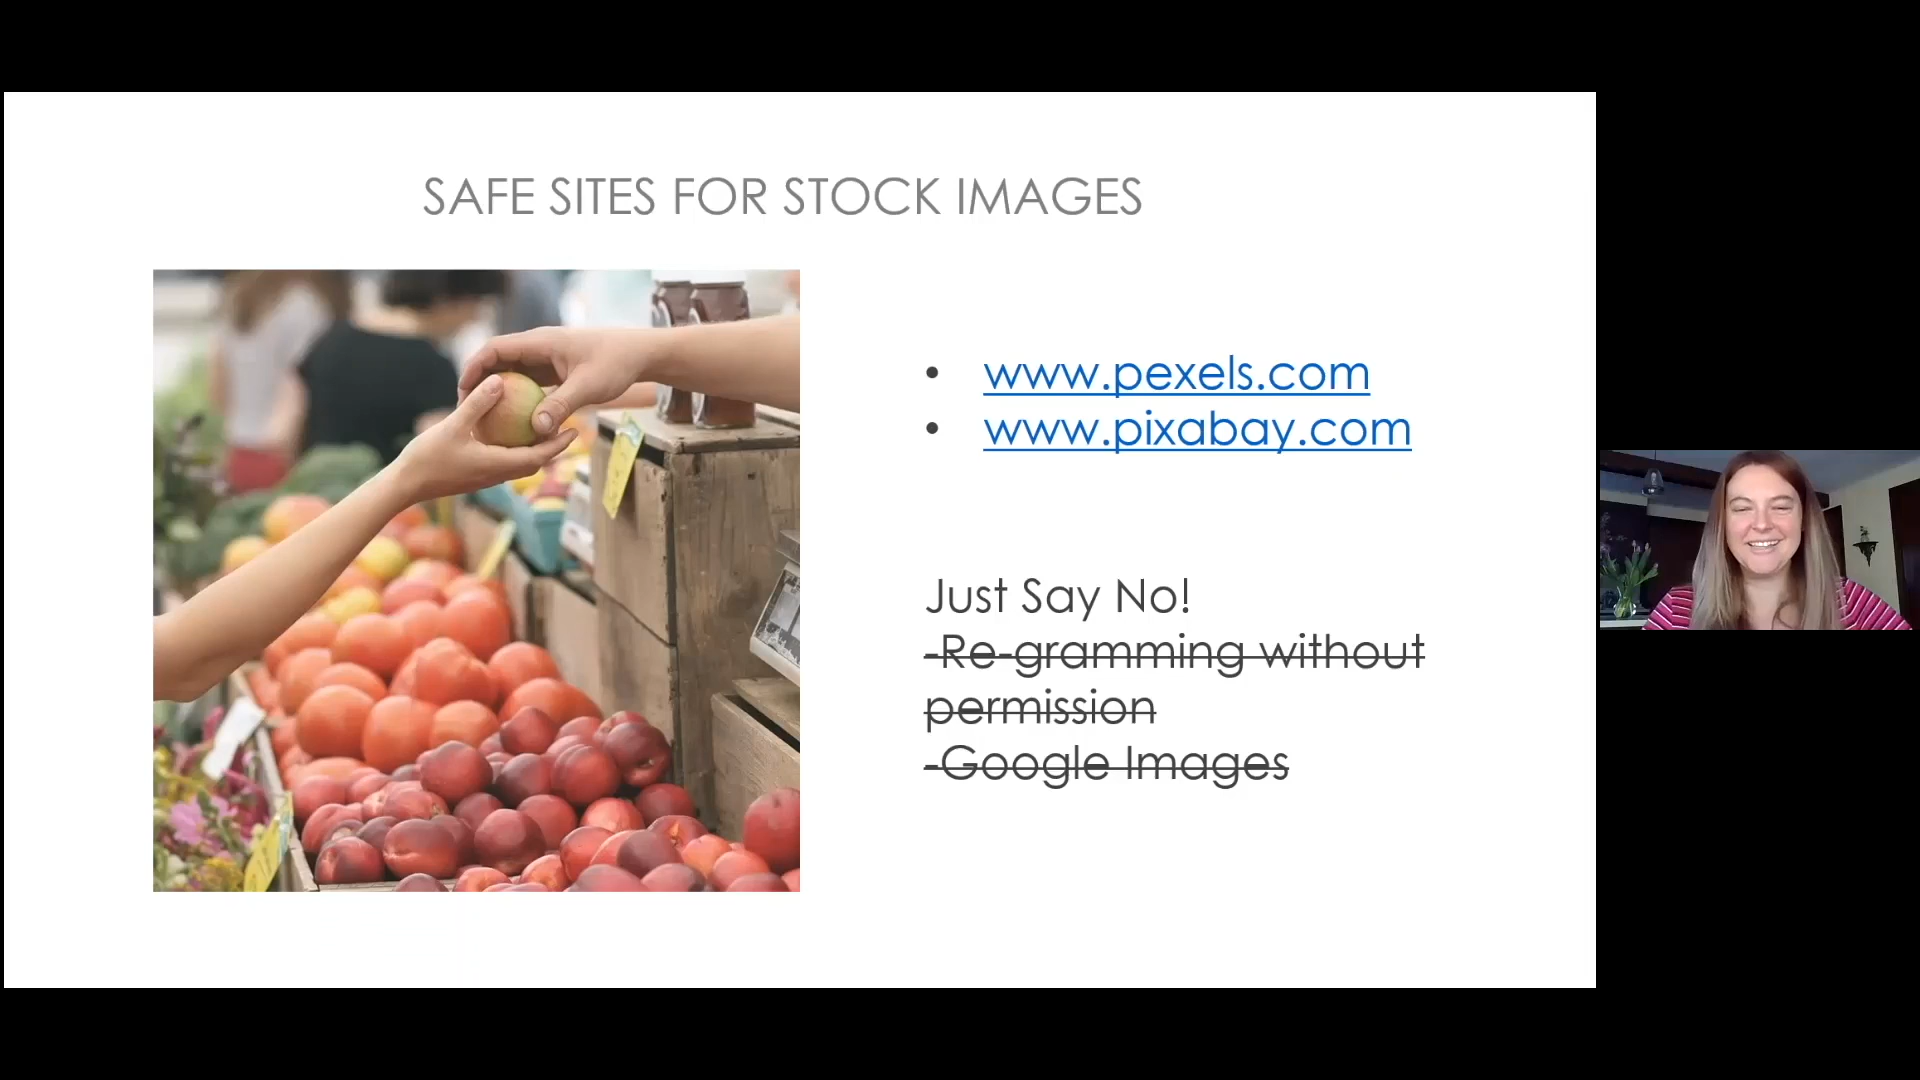 SAFE SITES FOR STOCK IMAGES
• www.pexels.com
• www.pixabay.com
Just Say No!
-Re-gramming without
permission
-Google Images